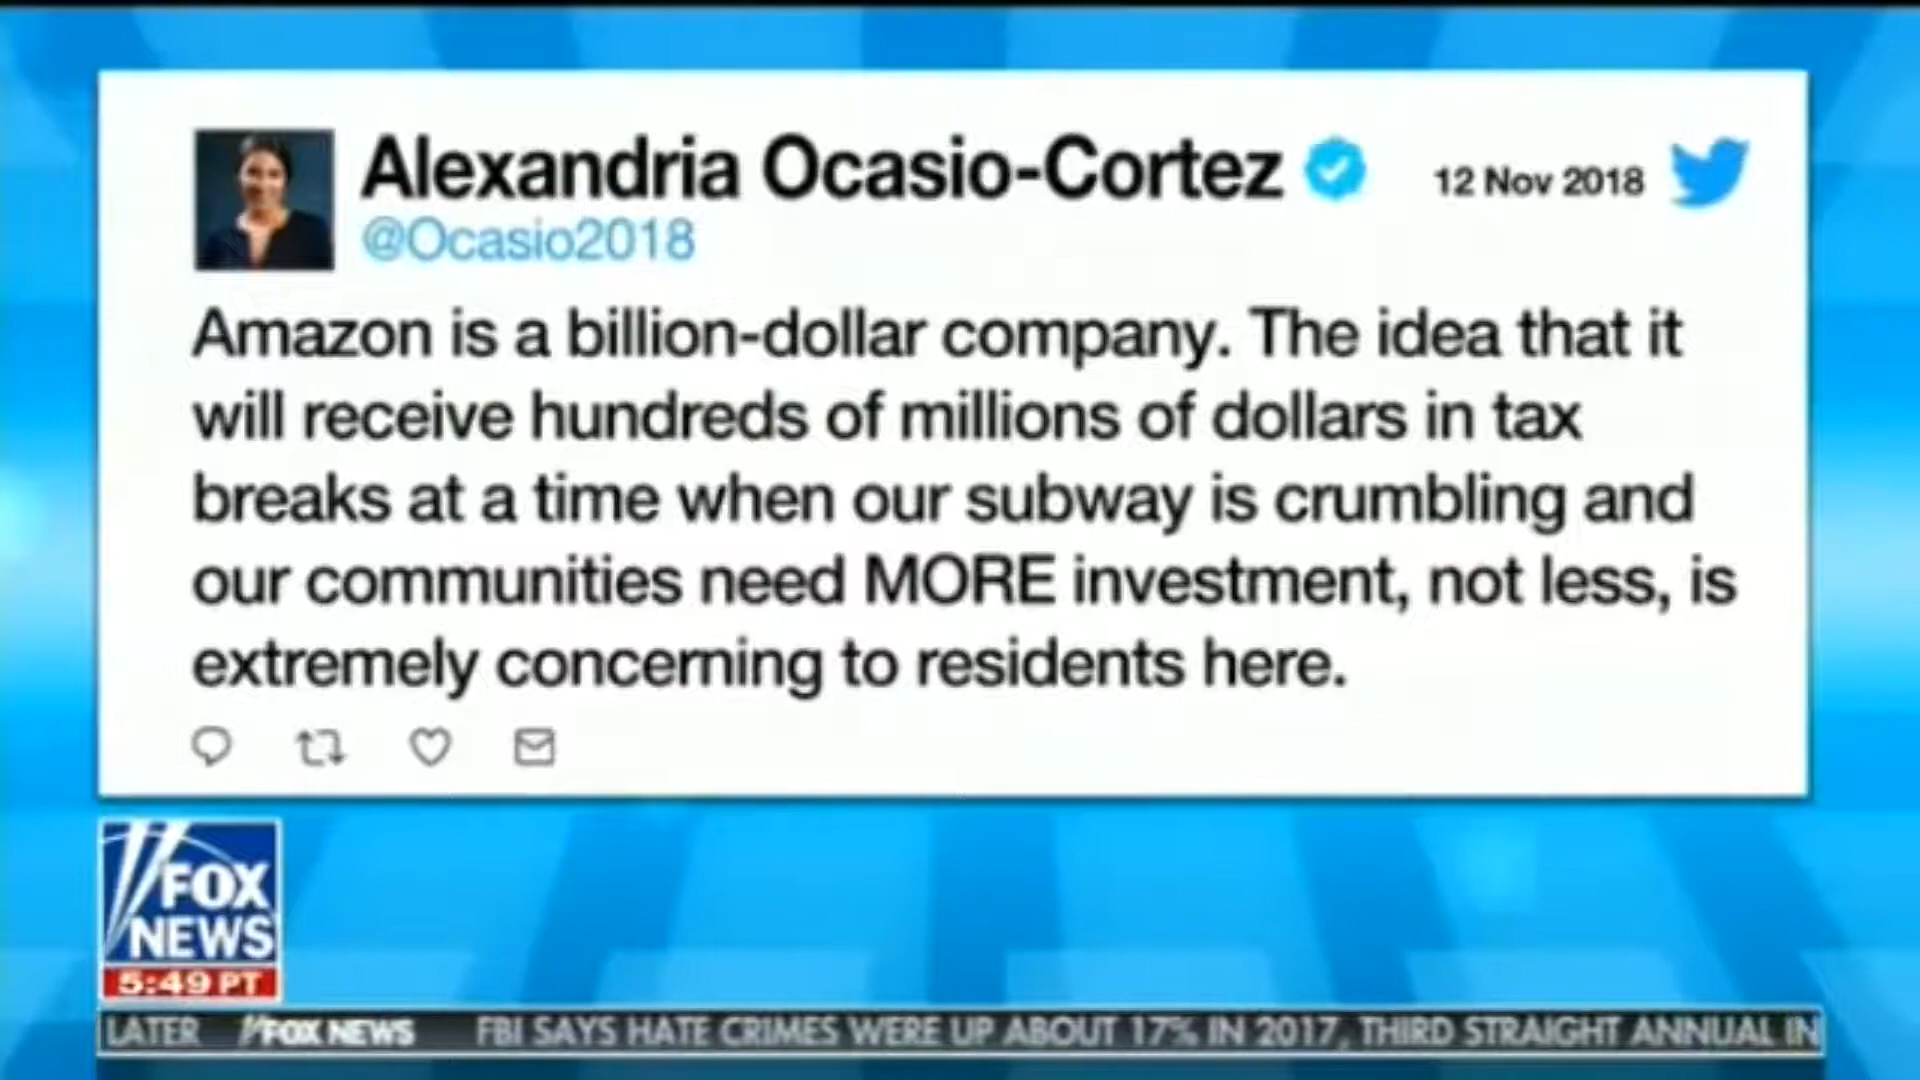 Alexandria Ocasio-Cortez
12 Nov 2018
@Ocasio2018
Amazon is a billion-dollar company. The idea that it
will receive hundreds of millions of dollars in tax
breaks at a time when our subway is crumbling and
our communities need MORE investment, not less, is
extremely concerning to residents here.
FOX
NEWS
5:49 PT
LATER FOX NEWS FBI SAYS HATE CRIMES WERE UP ABOUT 17% IN 2017, THIRD STRAIGHT ANNUAL IN